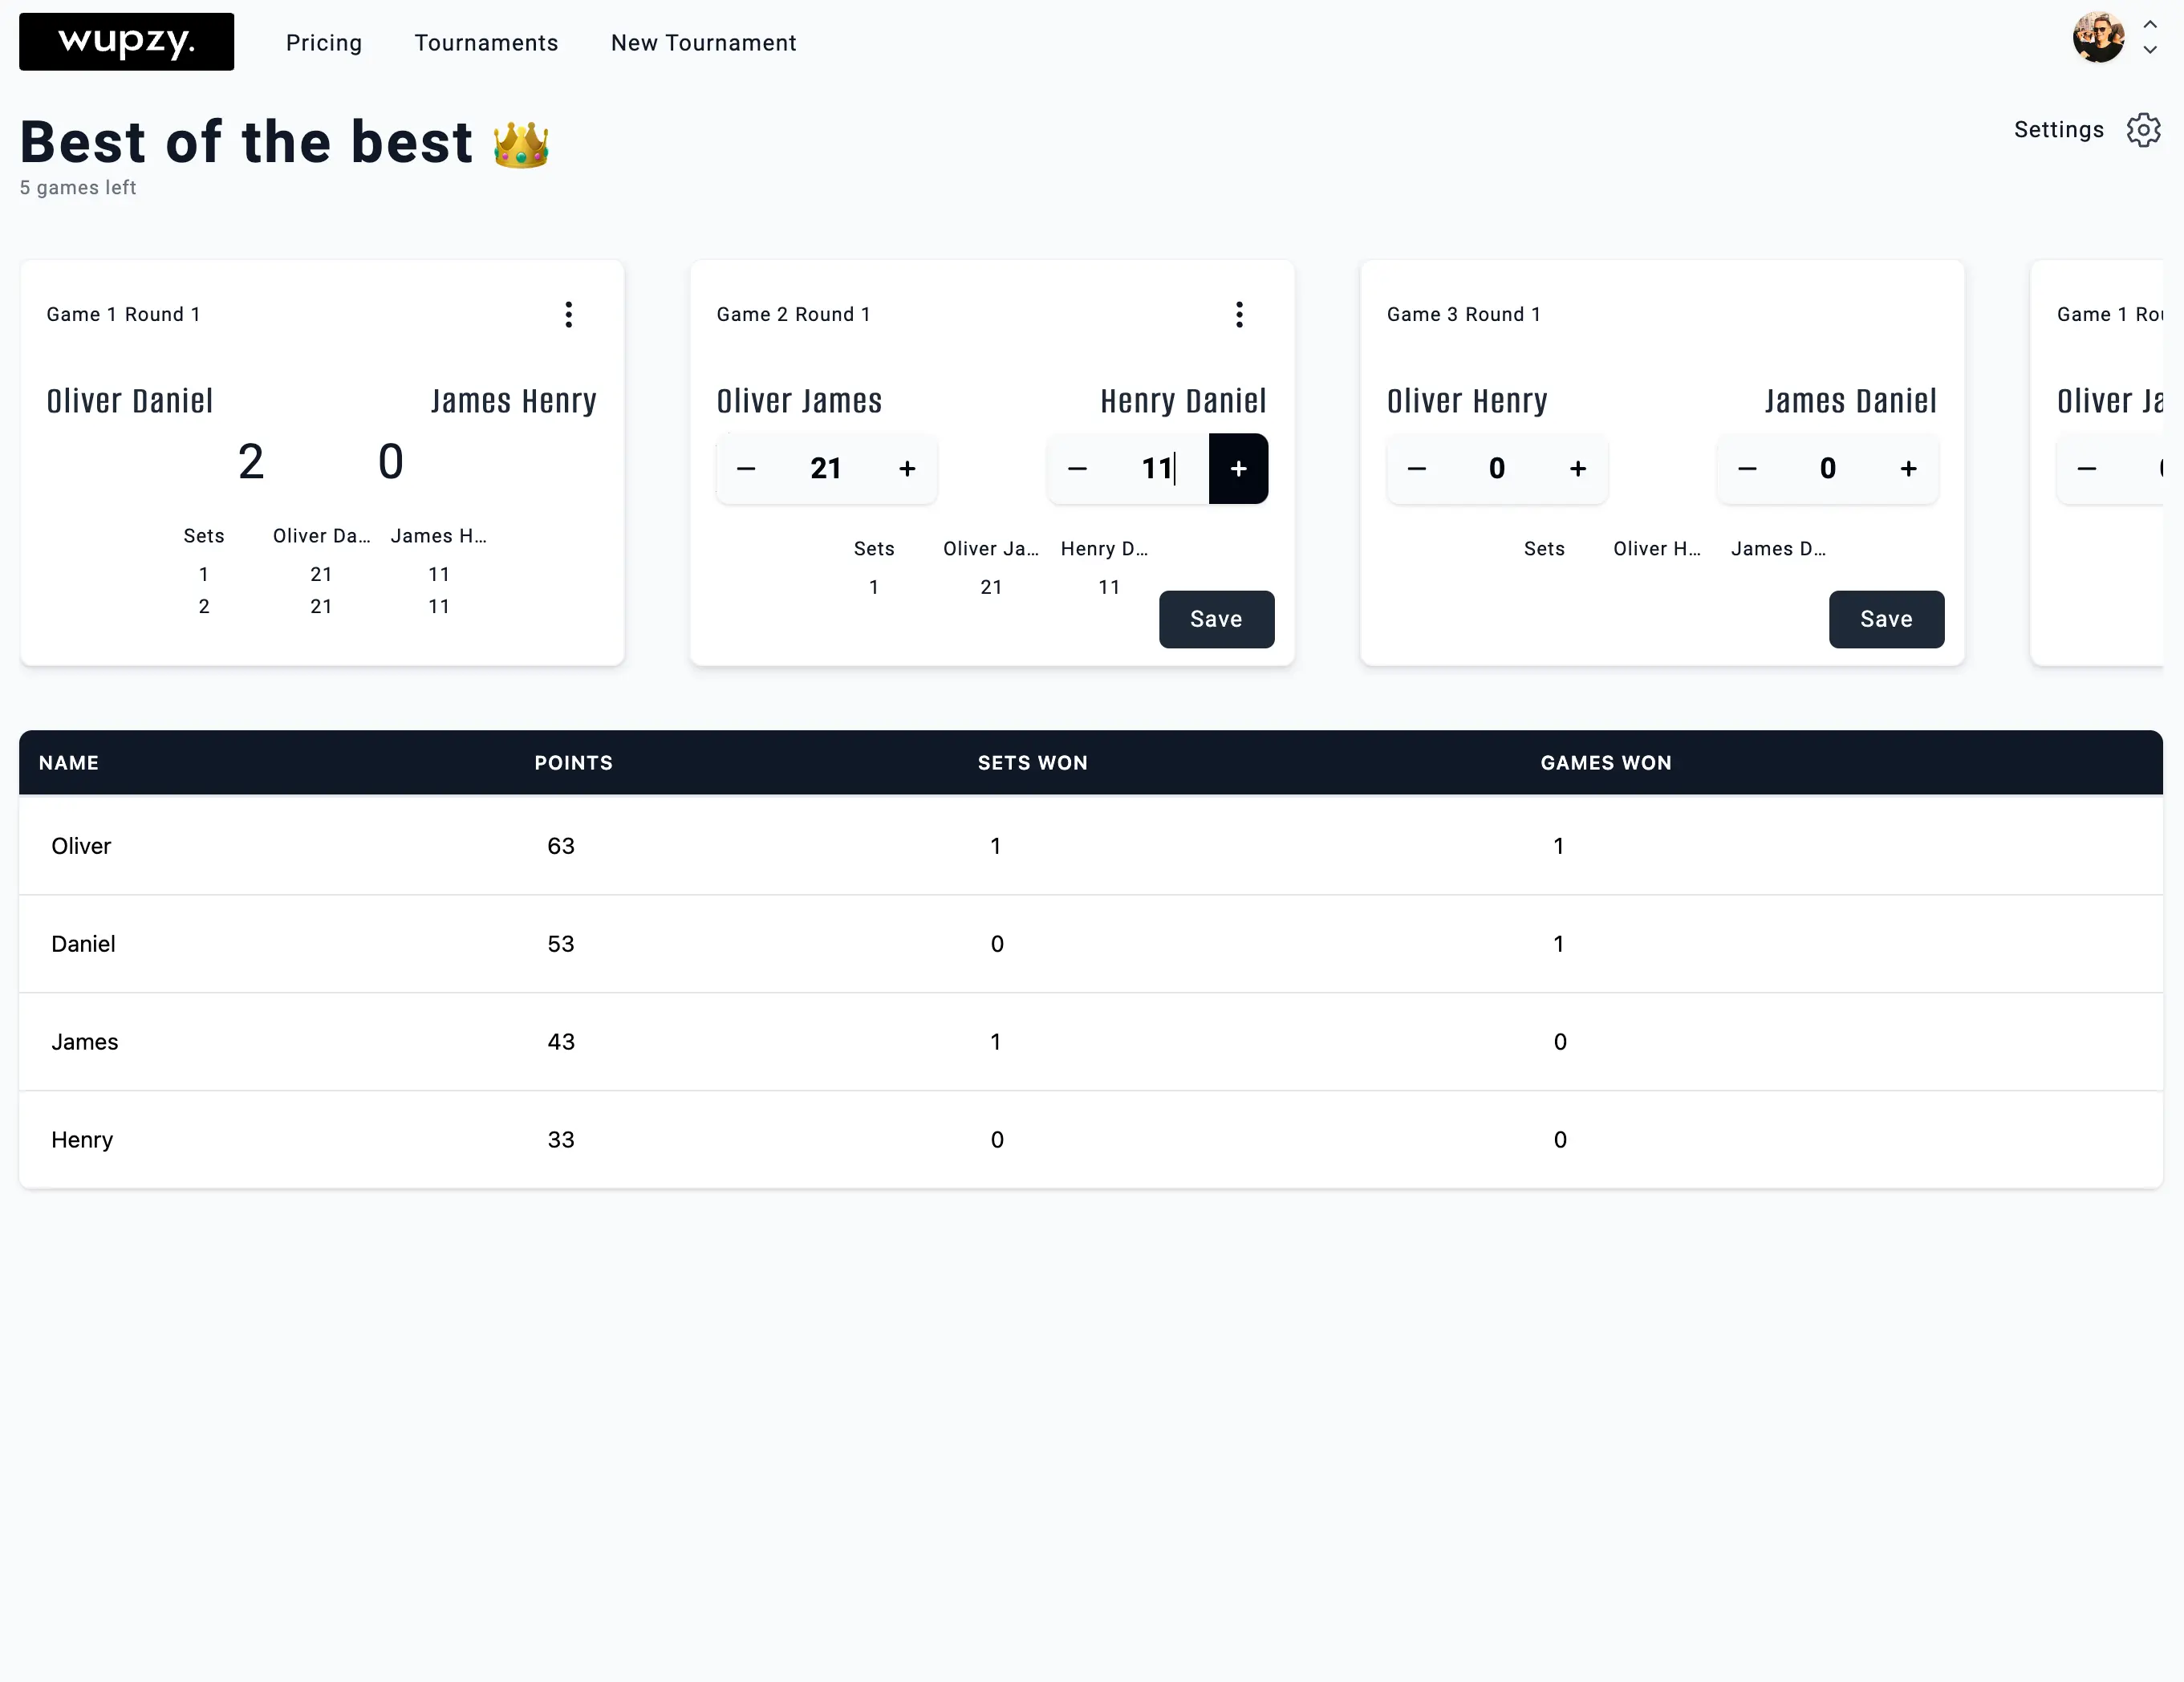 wupzy.
Pricing
Tournaments
New Tournament
Best of the best
Settings
5 games left
Game 1 Round 1
Oliver Daniel
James Henry
2
0
Sets Oliver Da... James H...
1 21 11
2 21 11
Game 2 Round 1
Oliver James
Henry Daniel
− 21 +
− 11 +
Sets Oliver Ja... Henry D...
1 21 11
Save
Game 3 Round 1
Oliver Henry
James Daniel
− 0 +
− 0 +
Sets Oliver H... James D...
Save
Game 1 Rou
Oliver Ja
−
NAME POINTS SETS WON GAMES WON
Oliver 63 1 1
Daniel 53 0 1
James 43 1 0
Henry 33 0 0